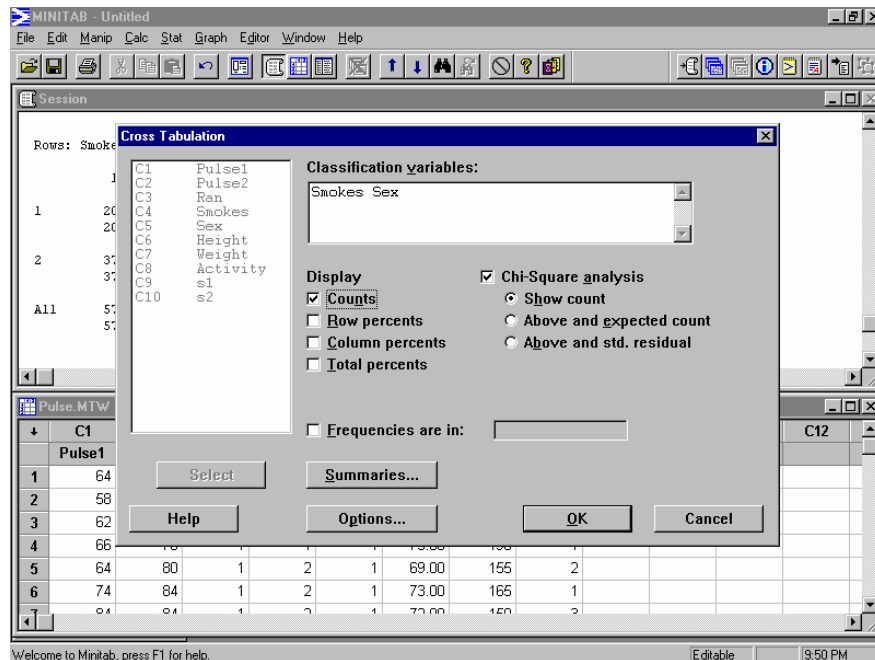 MINITAB - Untitled
File Edit Manip Calc Stat Graph Editor Window Help
Session
Rows: Smoke
1 20
20
2 37
37
All 57
57
Cross Tabulation
C1 Pulse1
C2 Pulse2
C3 Ran
C4 Smokes
C5 Sex
C6 Height
C7 Weight
C8 Activity
C9 s1
C10 s2
Classification variables:
Smokes Sex
Display
Counts
Row percents
Column percents
Total percents
Chi-Square analysis
Show count
Above and expected count
Above and std. residual
Frequencies are in:
Select
Summaries...
Help
Options...
OK
Cancel
Pulse.MTW
C1 C12
Pulse1
1 64
2 58
3 62
4 66
5 64 80 1 2 1 69.00 155 2
6 74 84 1 2 1 73.00 165 1
Welcome to Minitab, press F1 for help.
Editable 9:50 PM